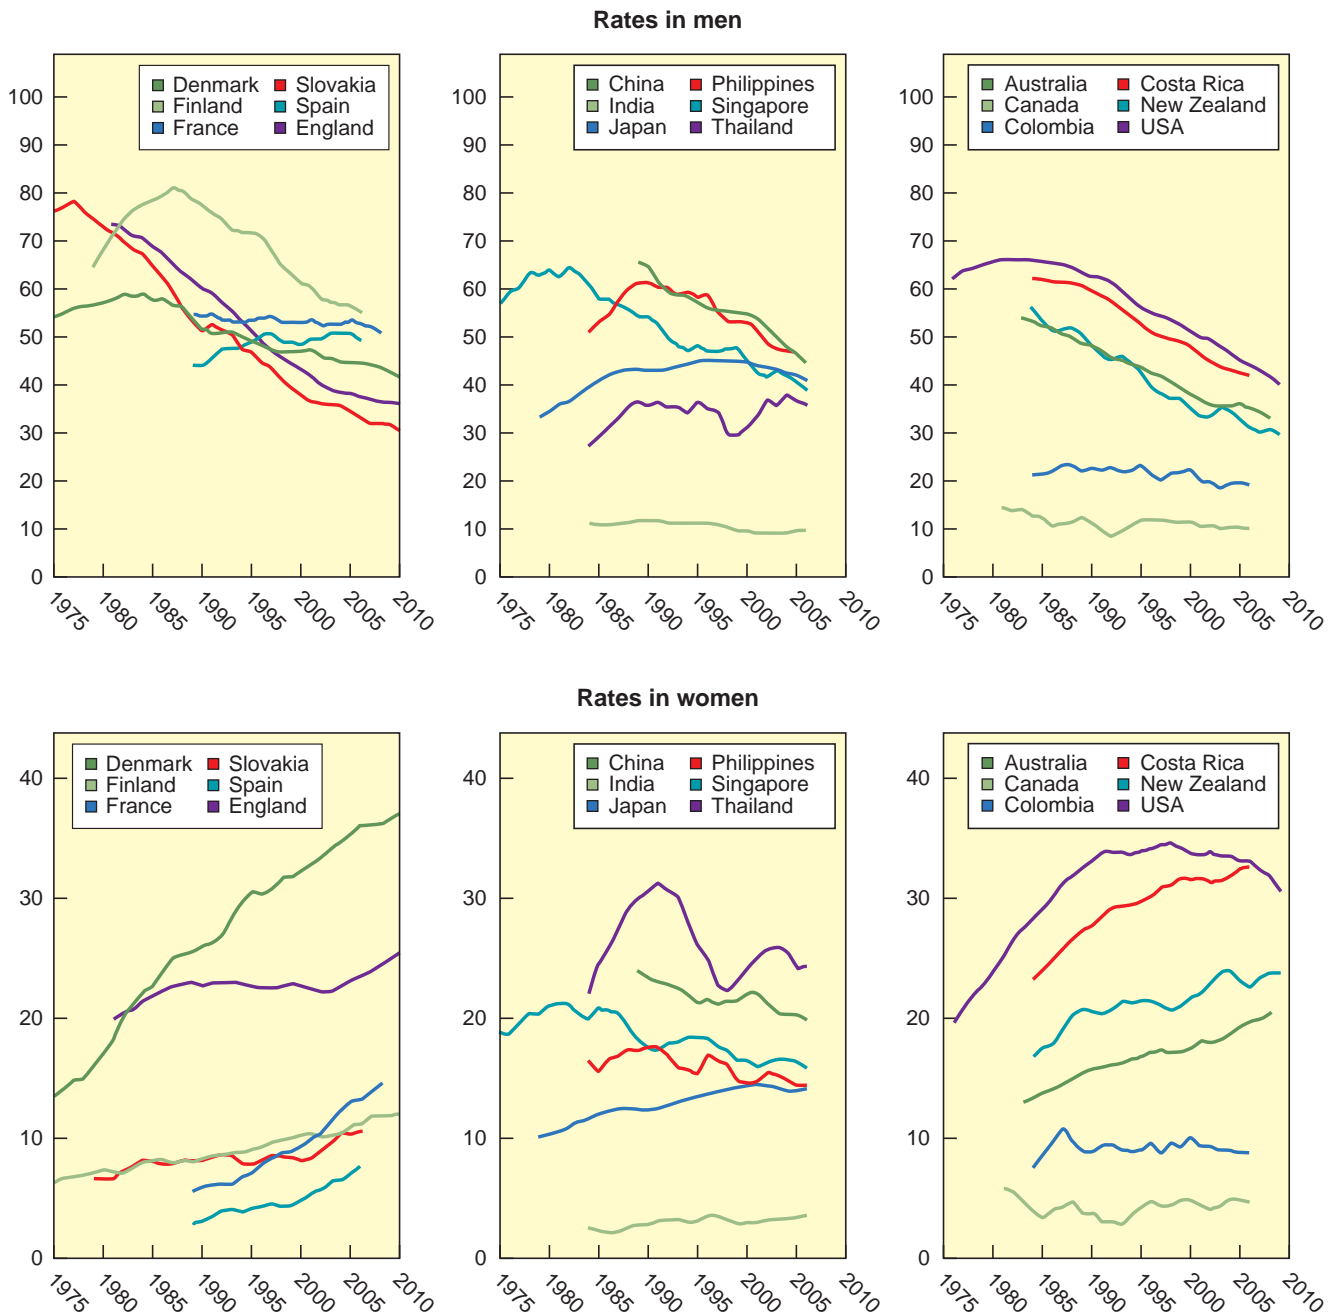 Rates in men
Denmark Slovakia
Finland Spain
France England
100
90
80
70
60
50
40
30
20
10
0
1975 1980 1985 1990 1995 2000 2005 2010
China Philippines
India Singapore
Japan Thailand
100
90
80
70
60
50
40
30
20
10
0
1975 1980 1985 1990 1995 2000 2005 2010
Australia Costa Rica
Canada New Zealand
Colombia USA
100
90
80
70
60
50
40
30
20
10
0
1975 1980 1985 1990 1995 2000 2005 2010
Rates in women
Denmark Slovakia
Finland Spain
France England
40
30
20
10
0
1975 1980 1985 1990 1995 2000 2005 2010
China Philippines
India Singapore
Japan Thailand
40
30
20
10
0
1975 1980 1985 1990 1995 2000 2005 2010
Australia Costa Rica
Canada New Zealand
Colombia USA
40
30
20
10
0
1975 1980 1985 1990 1995 2000 2005 2010